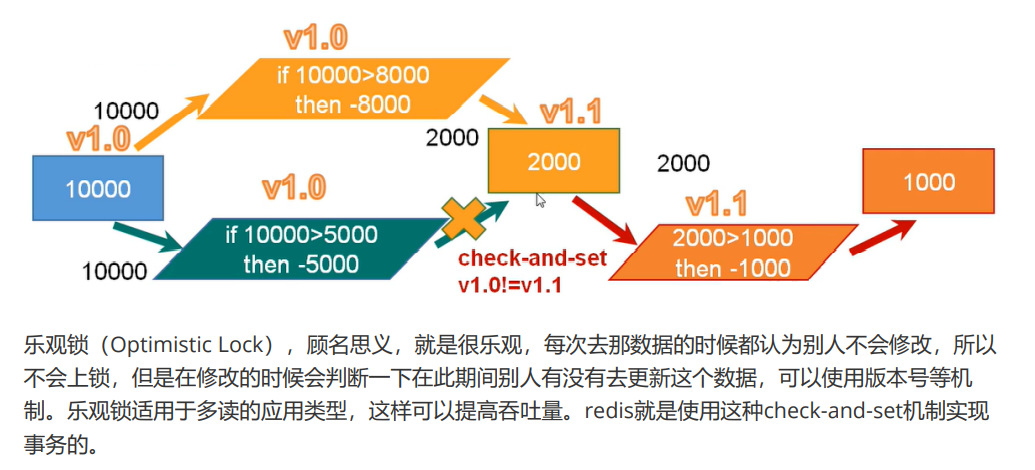 v1.0
if 10000>8000
then -8000
10000
v1.0
v1.1
2000
10000
2000
2000
1000
v1.0
v1.1
if 10000>5000
then -5000
10000
check-and-set
v1.0!=v1.1
2000>1000
then -1000
乐观锁（Optimistic Lock），顾名思义，就是很乐观，每次去那数据的时候都认为别人不会修改，所以
不会上锁，但是在修改的时候会判断一下在此期间别人有没有去更新这个数据，可以使用版本号等机
制。乐观锁适用于多读的应用类型，这样可以提高吞吐量。redis就是使用这种check-and-set机制实现
事务的。